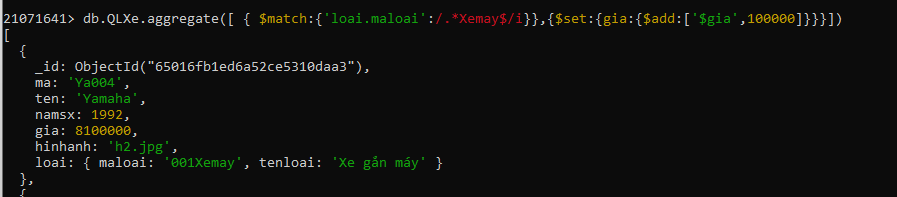 21071641> db.QLXe.aggregate([ { $match:{'loai.maloai':/.*Xemay$/i}},{$set:{gia:{$add:['$gia',100000]}}}])
[
  {
    _id: ObjectId("65016fb1ed6a52ce5310daa3"),
    ma: 'Ya004',
    ten: 'Yamaha',
    namsx: 1992,
    gia: 8100000,
    hinhanh: 'h2.jpg',
    loai: { maloai: '001Xemay', tenloai: 'Xe gắn máy' }
  },
  {